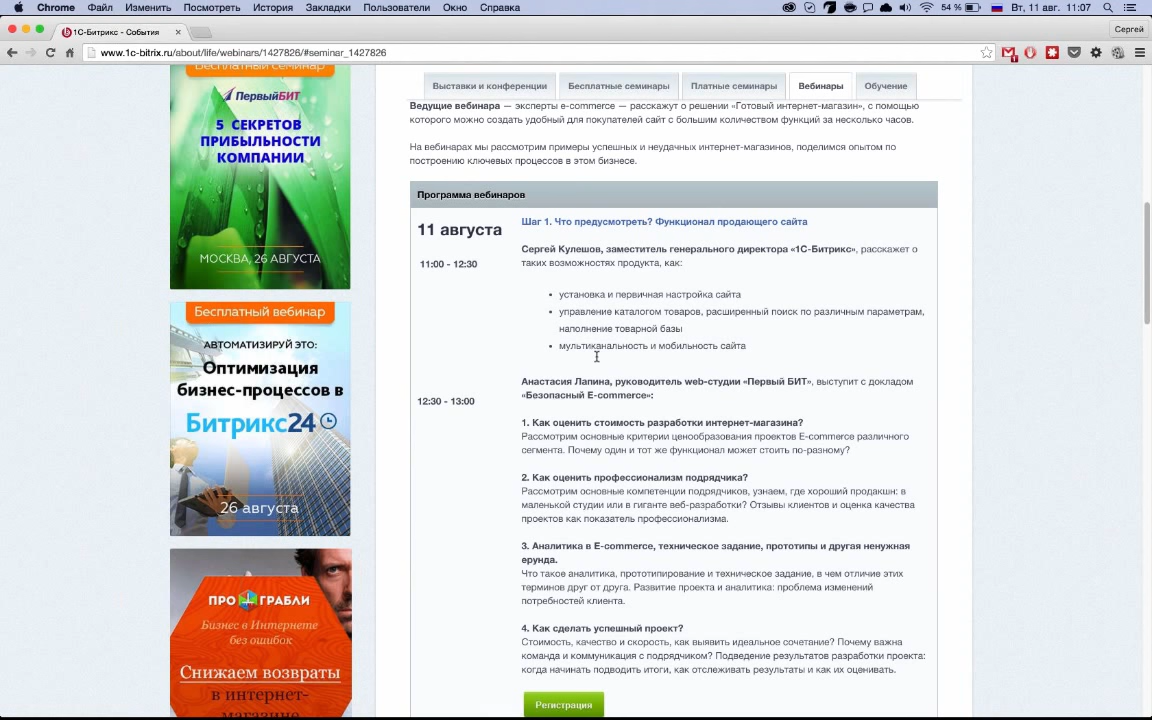 Chrome Файл Изменить Посмотреть История Закладки Пользователи Окно Справка 54 % Вт, 11 авг. 11:07
1С-Битрикс - События Сергей
www.1c-bitrix.ru/about/life/webinars/1427826/#seminar_1427826
Бесплатный семинар
ПервыйБИТ
5 СЕКРЕТОВ
ПРИБЫЛЬНОСТИ
КОМПАНИИ
МОСКВА, 26 АВГУСТА
Бесплатный вебинар
АВТОМАТИЗИРУЙ ЭТО:
Оптимизация
бизнес-процессов в
Битрикс24
26 августа
ПРО ГРАБЛИ
Бизнес в Интернете
без ошибок
Снижаем возвраты
в интернет-
магазине
Выставки и конференции Бесплатные семинары Платные семинары Вебинары Обучение
Ведущие вебинара — эксперты e-commerce — расскажут о решении «Готовый интернет-магазин», с помощью
которого можно создать удобный для покупателей сайт с большим количеством функций за несколько часов.
На вебинарах мы рассмотрим примеры успешных и неудачных интернет-магазинов, поделимся опытом по
построению ключевых процессов в этом бизнесе.
Программа вебинаров
11 августа
11:00 - 12:30
Шаг 1. Что предусмотреть? Функционал продающего сайта
Сергей Кулешов, заместитель генерального директора «1С-Битрикс», расскажет о
таких возможностях продукта, как:
• установка и первичная настройка сайта
• управление каталогом товаров, расширенный поиск по различным параметрам,
наполнение товарной базы
• мультиканальность и мобильность сайта
12:30 - 13:00
Анастасия Лапина, руководитель web-студии «Первый БИТ», выступит с докладом
«Безопасный E-commerce»:
1. Как оценить стоимость разработки интернет-магазина?
Рассмотрим основные критерии ценообразования проектов E-commerce различного
сегмента. Почему один и тот же функционал может стоить по-разному?
2. Как оценить профессионализм подрядчика?
Рассмотрим основные компетенции подрядчиков, узнаем, где хороший продакшн: в
маленькой студии или в гиганте веб-разработки? Отзывы клиентов и оценка качества
проектов как показатель профессионализма.
3. Аналитика в E-commerce, техническое задание, прототипы и другая ненужная
ерунда.
Что такое аналитика, прототипирование и техническое задание, в чем отличие этих
терминов друг от друга. Развитие проекта и аналитика: проблема изменений
потребностей клиента.
4. Как сделать успешный проект?
Стоимость, качество и скорость, как выявить идеальное сочетание? Почему важна
команда и коммуникация с подрядчиком? Подведение результатов разработки проекта:
когда начинать подводить итоги, как отслеживать результаты и как их оценивать.
Регистрация